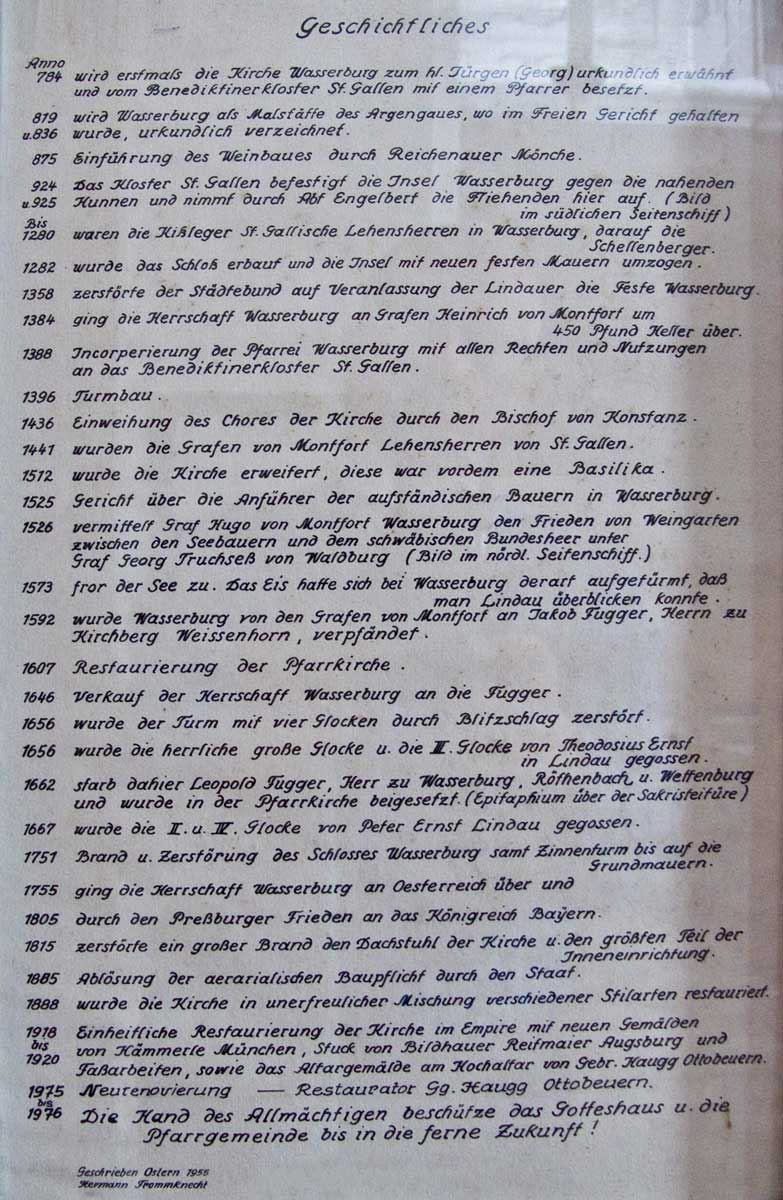 Geschichtliches
Anno
784 wird erstmals die Kirche Wasserburg zum hl. Jürgen (Georg) urkundlich erwähnt
und vom Benediktinerkloster St. Gallen mit einem Pfarrer besetzt.
819 wird Wasserburg als Malstätte des Argengaues, wo im Freien Gericht gehalten
u. 836 wurde, urkundlich verzeichnet.
875 Einführung des Weinbaues durch Reichenauer Mönche.
924 Das Kloster St. Gallen befestigt die Insel Wasserburg gegen die nahenden
u. 925 Hunnen und nimmt durch Abt Engelbert die Fliehenden hier auf. (Bild
im südlichen Seitenschiff)
Bis
1280 waren die Kißleger St. Gallische Lehensherren in Wasserburg, darauf die
Schellenberger.
1282 wurde das Schloß erbaut und die Insel mit neuen festen Mauern umzogen.
1358 zerstörte der Städtebund auf Veranlassung der Lindauer die Feste Wasserburg.
1384 ging die Herrschaft Wasserburg an Grafen Heinrich von Montfort um
450 Pfund Heller über.
1388 Incorperierung der Pfarrei Wasserburg mit allen Rechten und Nutzungen
an das Benediktinerkloster St. Gallen.
1396 Turmbau.
1436 Einweihung des Chores der Kirche durch den Bischof von Konstanz.
1441 wurden die Grafen von Montfort Lehensherren von St. Gallen.
1512 wurde die Kirche erweitert, diese war vordem eine Basilika.
1525 Gericht über die Anführer der aufständischen Bauern in Wasserburg.
1526 vermittelt Graf Hugo von Montfort Wasserburg den Frieden von Weingarten
zwischen den Seebauern und dem schwäbischen Bundesheer unter
Graf Georg Truchseß von Waldburg (Bild im nördl. Seitenschiff.)
1573 fror der See zu. Das Eis hatte sich bei Wasserburg derart aufgetürmt, daß
man Lindau überblicken konnte.
1592 wurde Wasserburg von den Grafen von Montfort an Jakob Fugger, Herrn zu
Kirchberg Weissenhorn, verpfändet.
1607 Restaurierung der Pfarrkirche.
1646 Verkauf der Herrschaft Wasserburg an die Fugger.
1656 wurde der Turm mit vier Glocken durch Blitzschlag zerstört.
1656 wurde die herrliche große Glocke u. die III. Glocke von Theodosius Ernst
in Lindau gegossen.
1662 starb dahier Leopold Fugger, Herr zu Wasserburg, Röthenbach u. Wettenburg
und wurde in der Pfarrkirche beigesetzt. (Epitaphium über der Sakristeitüre)
1667 wurde die II. u. IV. Glocke von Peter Ernst Lindau gegossen.
1751 Brand u. Zerstörung des Schlosses Wasserburg samt Zinnenturm bis auf die
Grundmauern.
1755 ging die Herrschaft Wasserburg an Oesterreich über und
1805 durch den Preßburger Frieden an das Königreich Bayern.
1815 zerstörte ein großer Brand den Dachstuhl der Kirche u. den größten Teil der
Inneneinrichtung.
1885 Ablösung der aerarialischen Baupflicht durch den Staat.
1888 wurde die Kirche in unerfreulicher Mischung verschiedener Stilarten restauriert.
1918 Einheitliche Restaurierung der Kirche im Empire mit neuen Gemälden
bis von Kämmerle München, Stuck von Bildhauer Reitmaier Augsburg und
1920 Faßarbeiten, sowie das Altargemälde am Hochaltar von Gebr. Haugg Ottobeuern.
1975 Neurenovierung — Restaurator Gg. Haugg Ottobeuern.
bis
1976 Die Hand des Allmächtigen beschütze das Gotteshaus u. die
Pfarrgemeinde bis in die ferne Zukunft!
Geschrieben Ostern 1955
Hermann Trommknecht